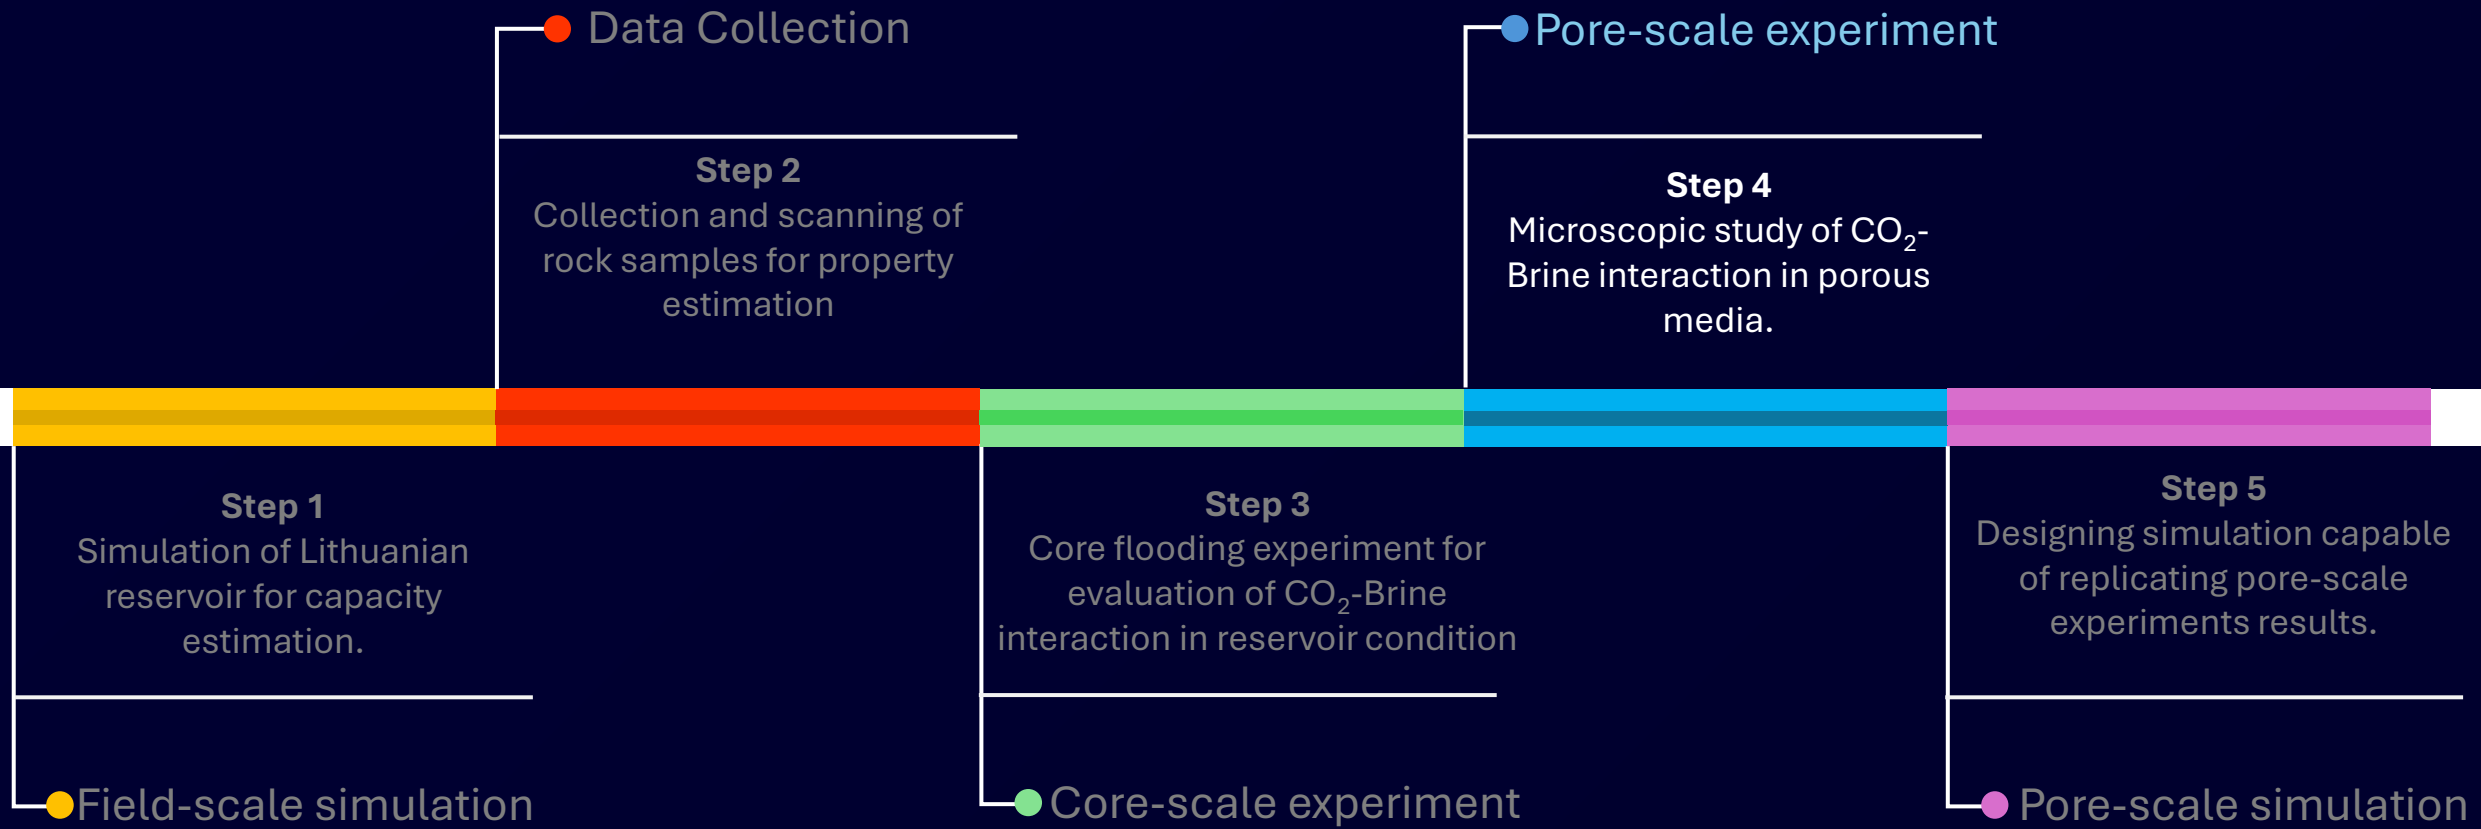 Data Collection
Step 2
Collection and scanning of
rock samples for property
estimation
Pore-scale experiment
Step 4
Microscopic study of CO₂-
Brine interaction in porous
media.
Step 1
Simulation of Lithuanian
reservoir for capacity
estimation.
Field-scale simulation
Step 3
Core flooding experiment for
evaluation of CO₂-Brine
interaction in reservoir condition
Core-scale experiment
Step 5
Designing simulation capable
of replicating pore-scale
experiments results.
Pore-scale simulation